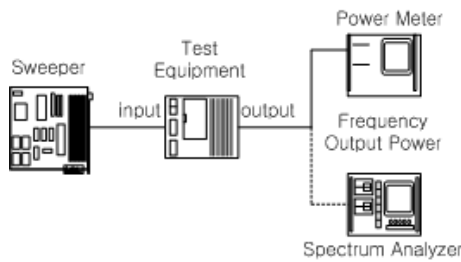 Power Meter
Test
Equipment
Sweeper
input
output
Frequency
Output Power
Spectrum Analyzer